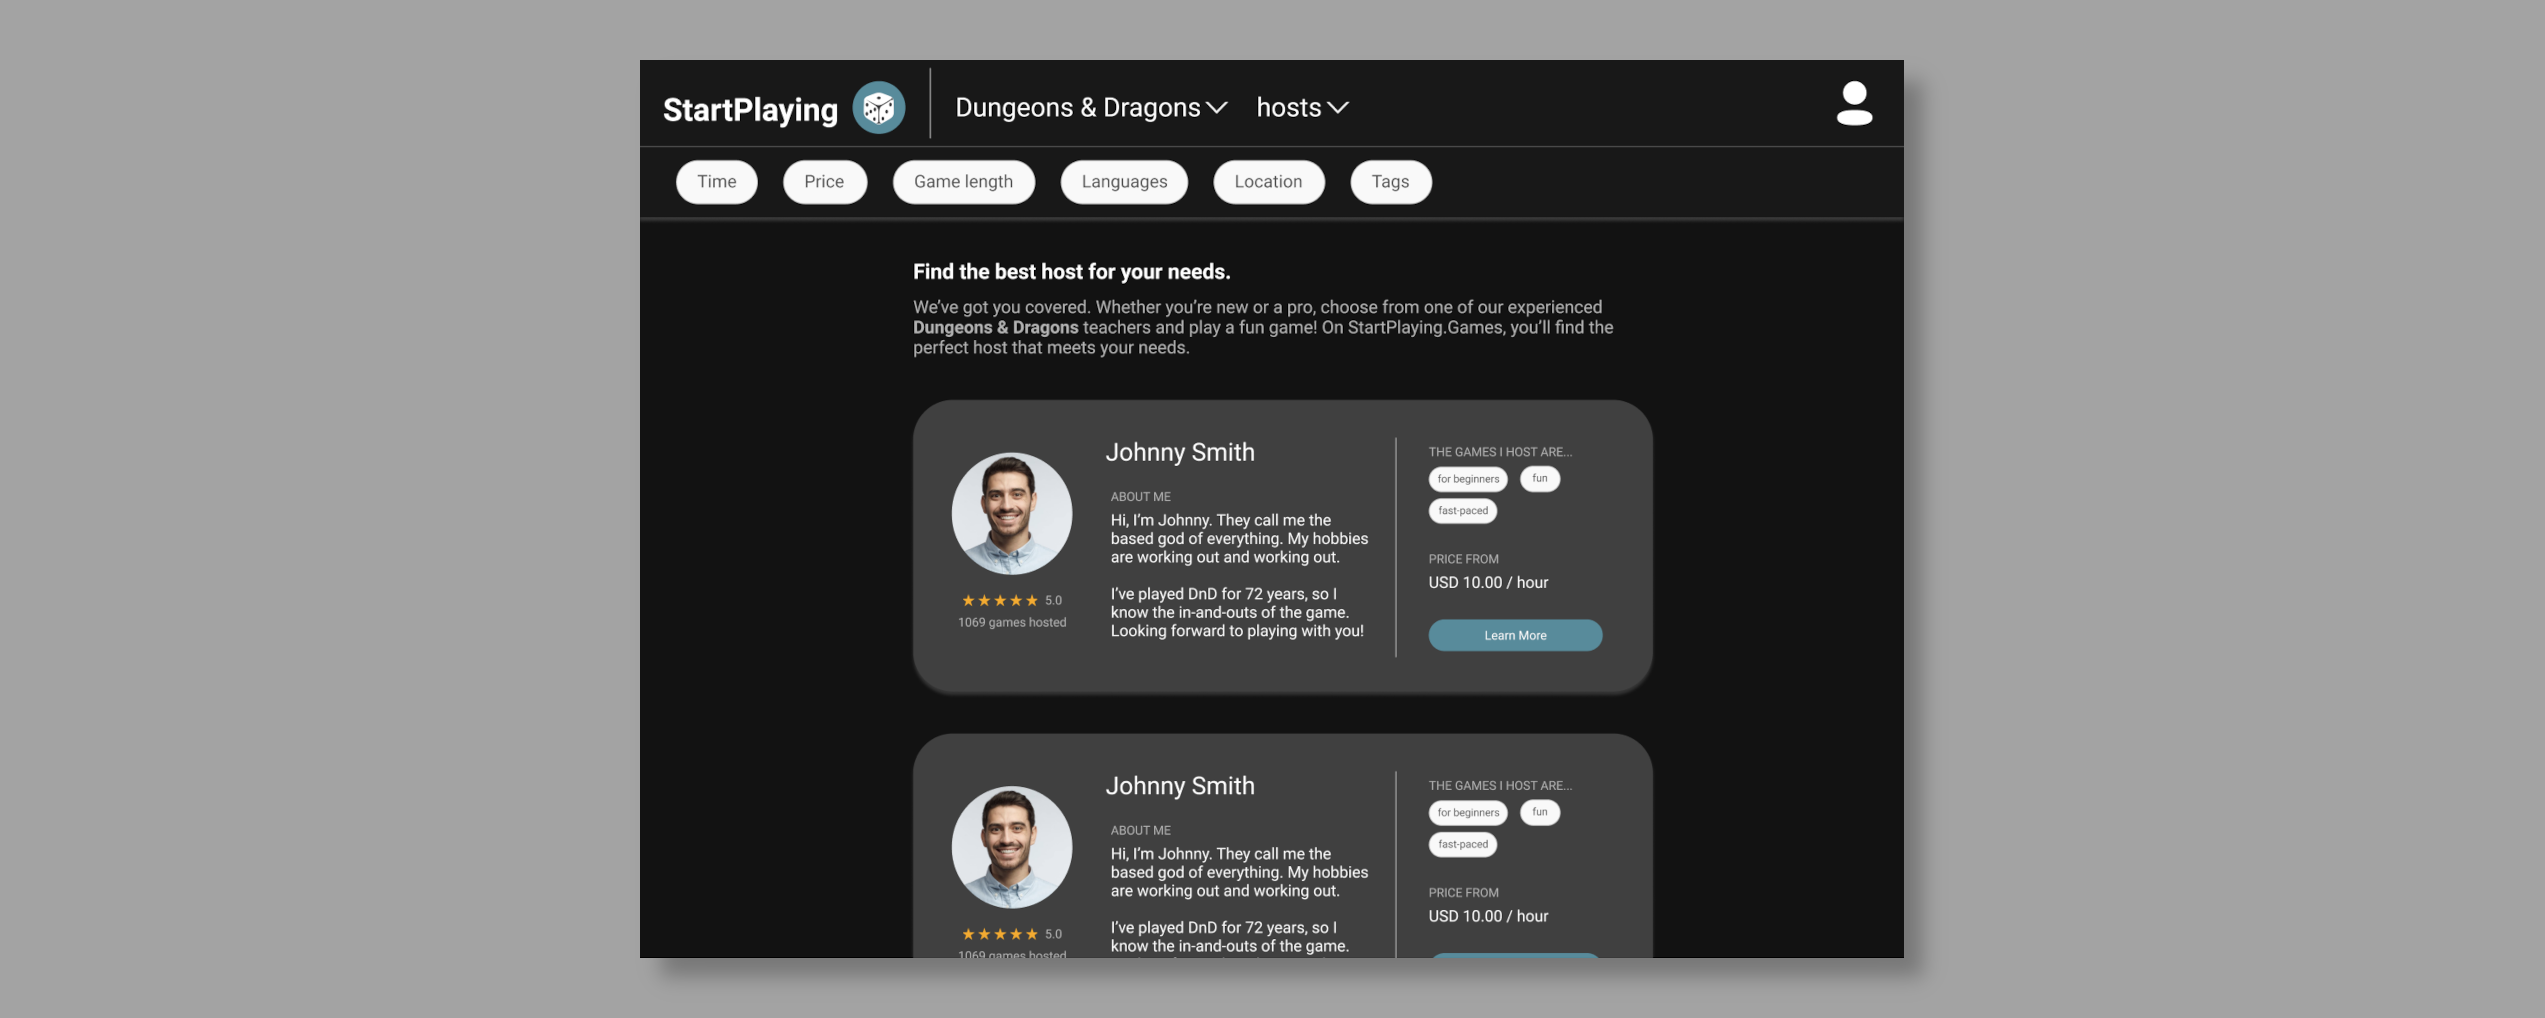 StartPlaying
Dungeons & Dragons
hosts
Time
Price
Game length
Languages
Location
Tags
Find the best host for your needs.
We've got you covered. Whether you're new or a pro, choose from one of our experienced
Dungeons & Dragons teachers and play a fun game! On StartPlaying.Games, you'll find the
perfect host that meets your needs.
Johnny Smith
ABOUT ME
Hi, I'm Johnny. They call me the
based god of everything. My hobbies
are working out and working out.
I've played DnD for 72 years, so I
know the in-and-outs of the game.
Looking forward to playing with you!
5.0
1069 games hosted
THE GAMES I HOST ARE...
for beginners
fun
fast-paced
PRICE FROM
USD 10.00 / hour
Learn More
Johnny Smith
ABOUT ME
Hi, I'm Johnny. They call me the
based god of everything. My hobbies
are working out and working out.
I've played DnD for 72 years, so I
know the in-and-outs of the game.
5.0
1069 games hosted
THE GAMES I HOST ARE...
for beginners
fun
fast-paced
PRICE FROM
USD 10.00 / hour